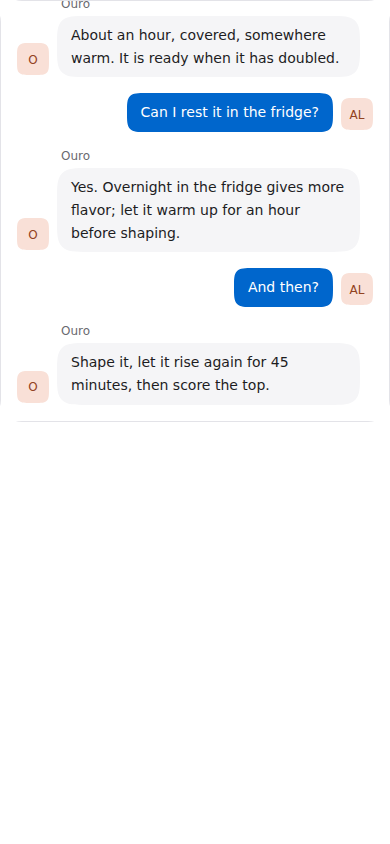 Ouro
About an hour, covered, somewhere
warm. It is ready when it has doubled.
O
Can I rest it in the fridge?
AL
Ouro
Yes. Overnight in the fridge gives more
flavor; let it warm up for an hour
before shaping.
O
And then?
AL
Ouro
Shape it, let it rise again for 45
minutes, then score the top.
O